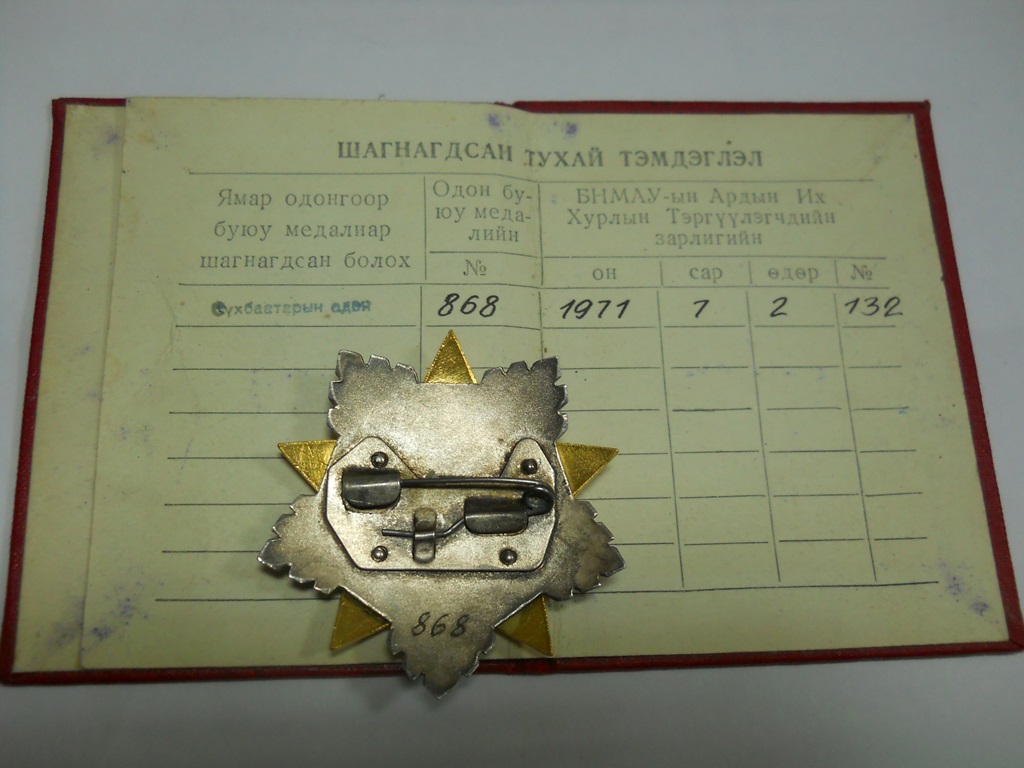 ШАГНАГДСАН ТУХАЙ ТЭМДЭГЛЭЛ
Ямар одонгоор
буюу медалиар
шагнагдсан болох
Одон бу-
юу меда-
лийн
№
БНМАУ-ын Ардын Их
Хурлын Тэргүүлэгчдийн
зарлигийн
он сар өдөр №
Сүхбаатарын одон 868 1971 7 2 132
868